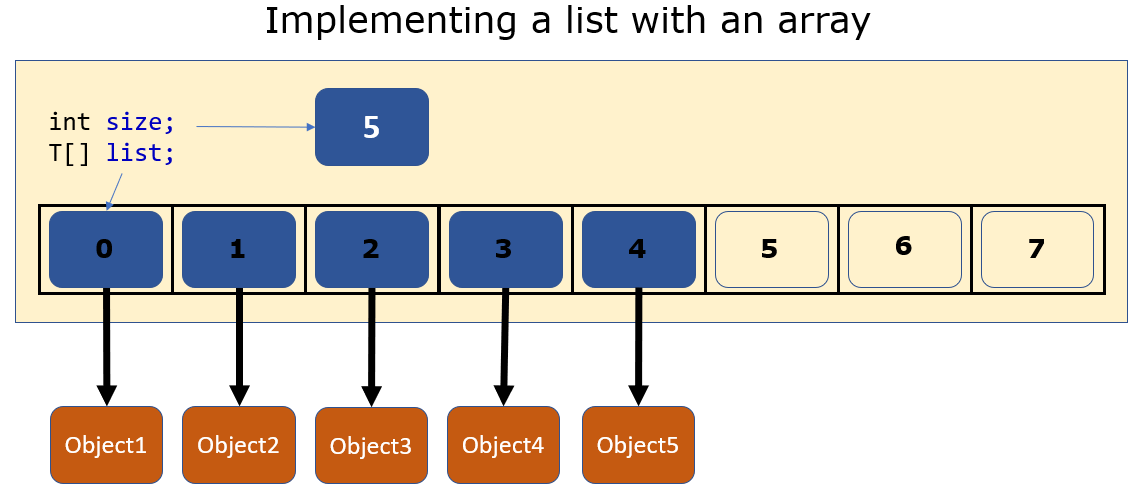 Implementing a list with an array
int size;
5
T[] list;
0 1 2 3 4 5 6 7
Object1 Object2 Object3 Object4 Object5